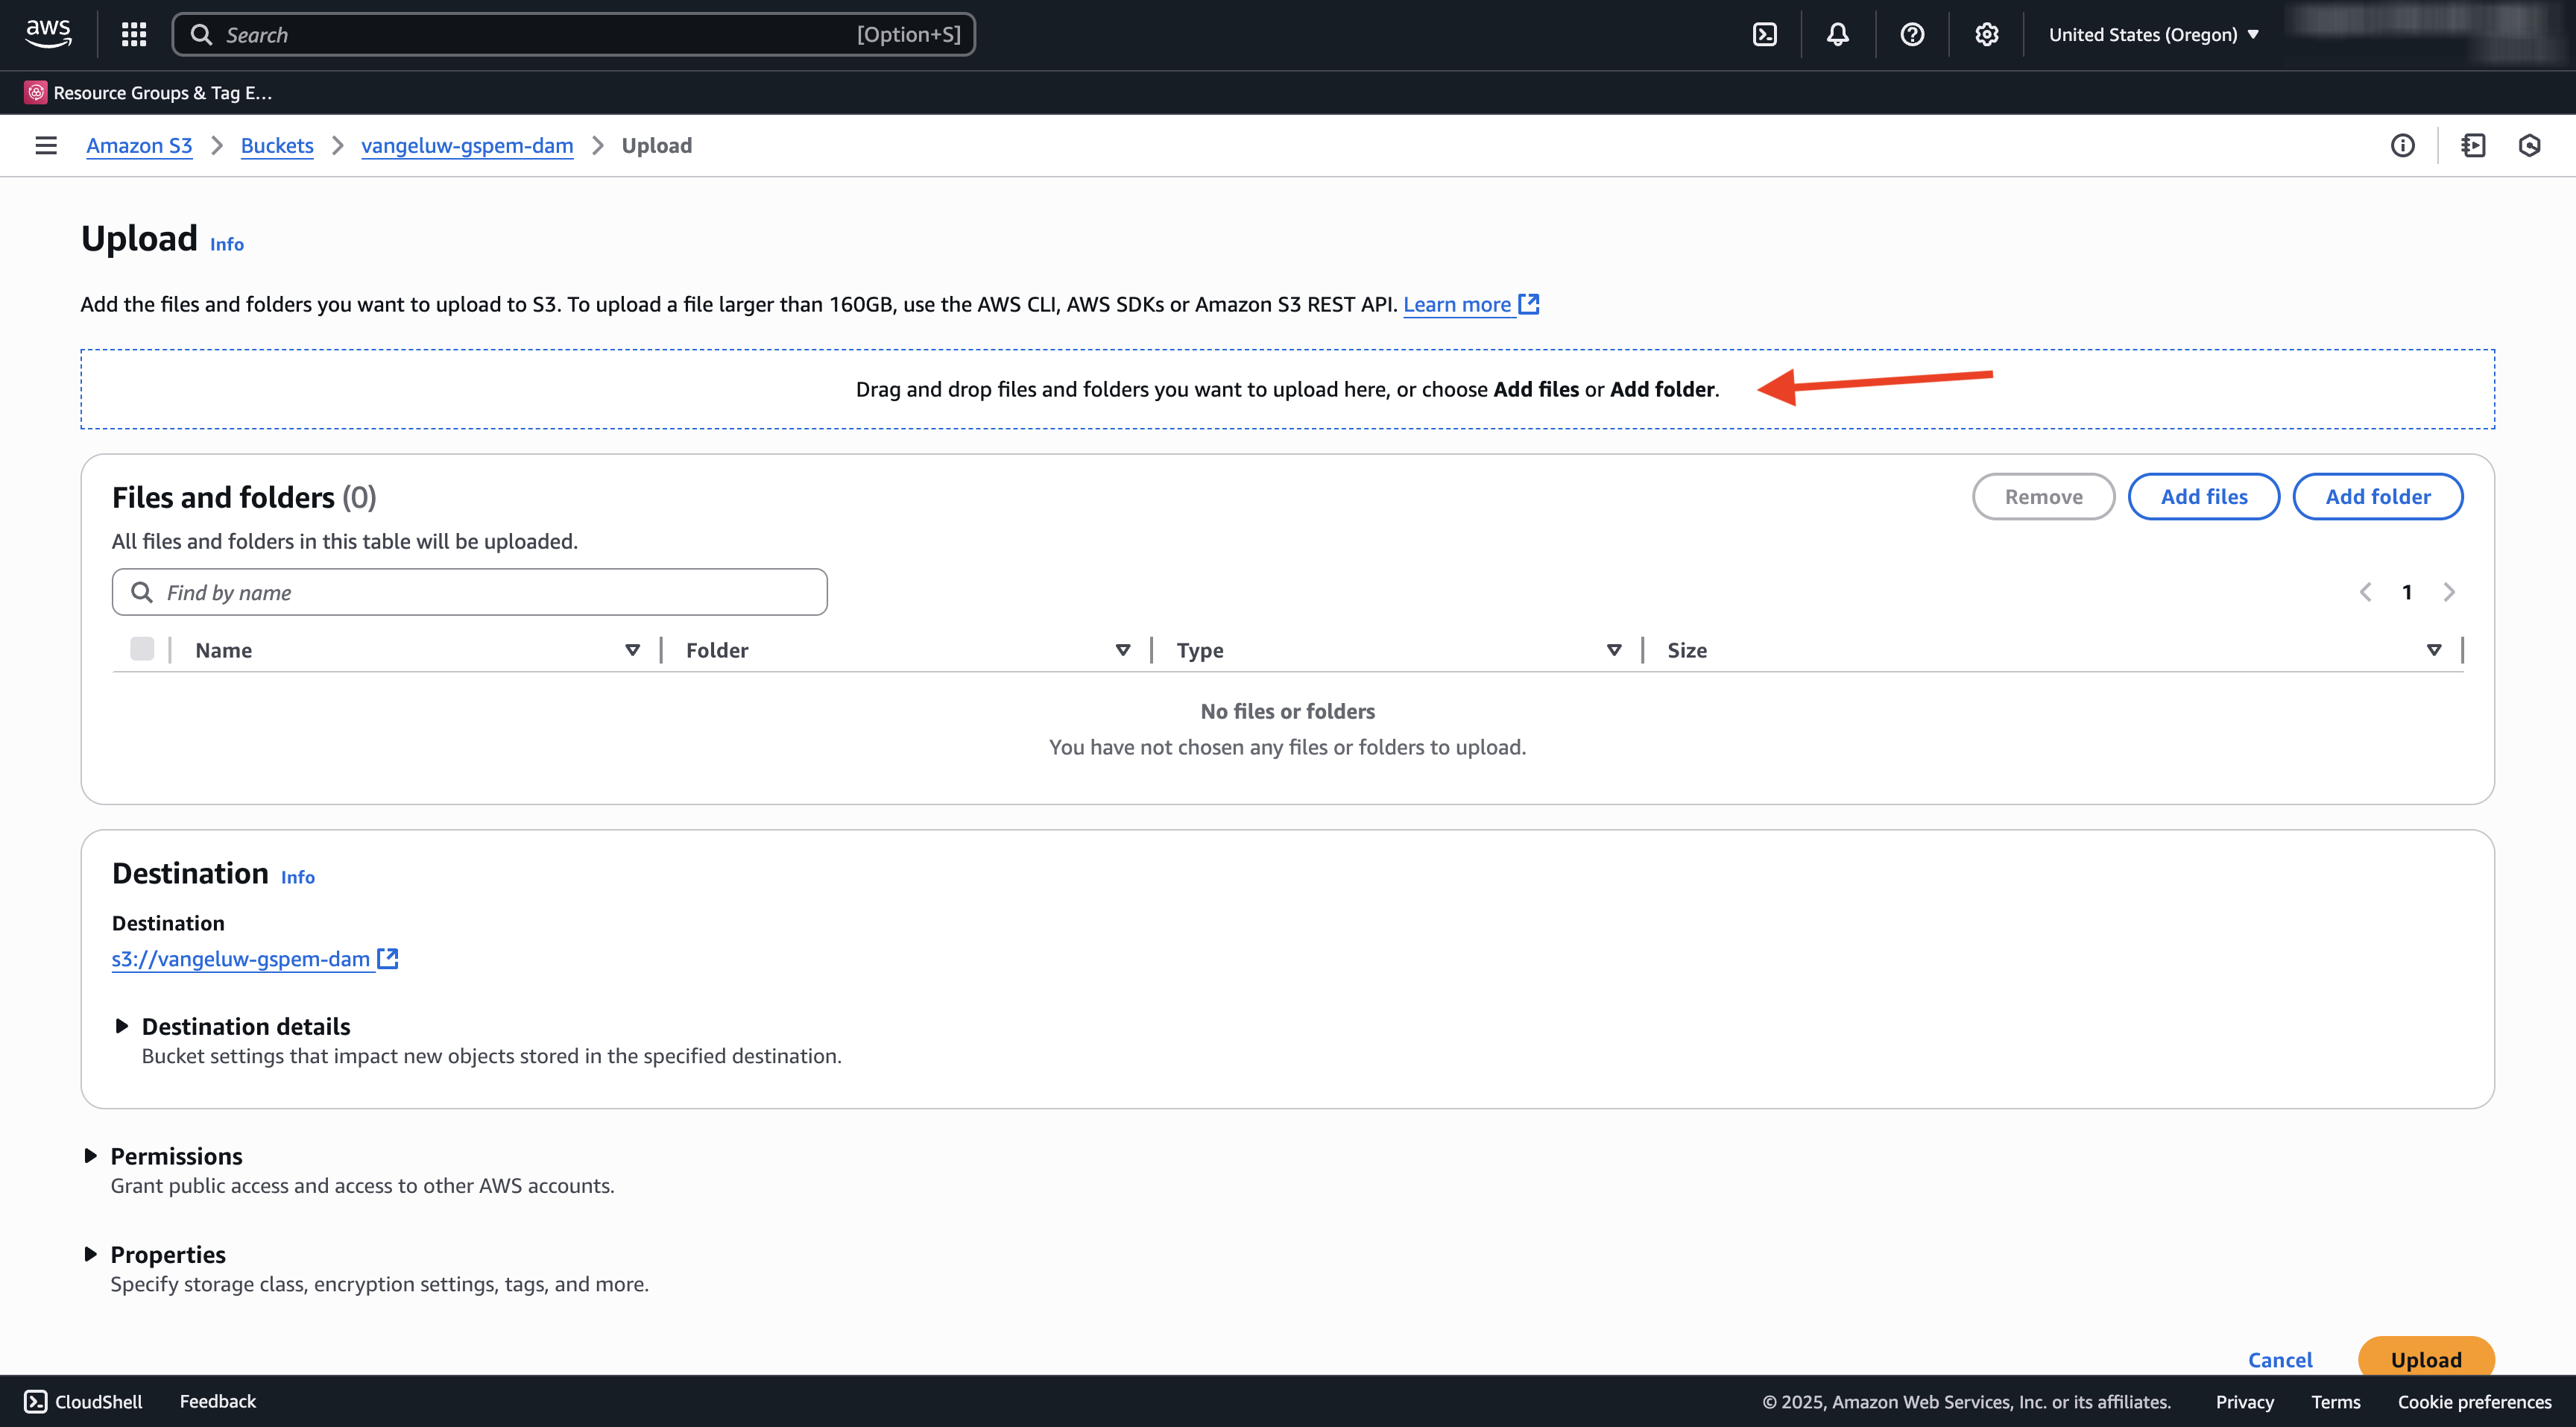 aws
Search [Option+S]
United States (Oregon)
Resource Groups & Tag E...
Amazon S3 Buckets vangeluw-gspem-dam Upload
Upload Info
Add the files and folders you want to upload to S3. To upload a file larger than 160GB, use the AWS CLI, AWS SDKs or Amazon S3 REST API. Learn more
Drag and drop files and folders you want to upload here, or choose Add files or Add folder.
Files and folders (0)
Remove Add files Add folder
All files and folders in this table will be uploaded.
Find by name
1
Name Folder Type Size
No files or folders
You have not chosen any files or folders to upload.
Destination Info
Destination
s3://vangeluw-gspem-dam
Destination details
Bucket settings that impact new objects stored in the specified destination.
Permissions
Grant public access and access to other AWS accounts.
Properties
Specify storage class, encryption settings, tags, and more.
Cancel Upload
CloudShell Feedback © 2025, Amazon Web Services, Inc. or its affiliates. Privacy Terms Cookie preferences